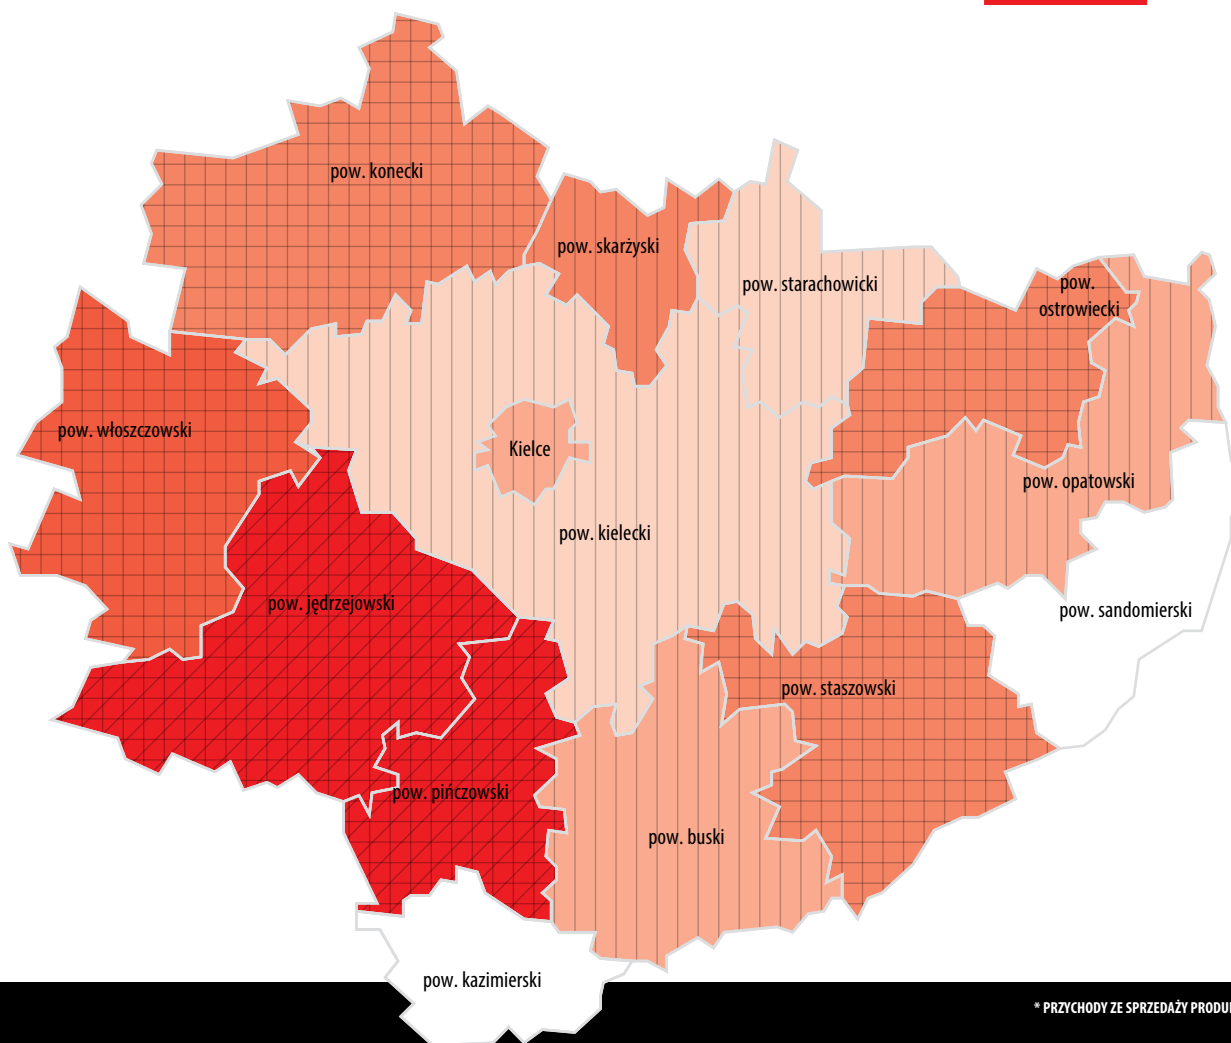 pow. konecki
pow. skarżyski
pow. starachowicki
pow.
ostrowiecki
pow. włoszczowski
Kielce
pow. opatowski
pow. kielecki
pow. jędrzejowski
pow. sandomierski
pow. staszowski
pow. pińczowski
pow. buski
pow. kazimierski
* PRZYCHODY ZE SPRZEDAŻY PRODU